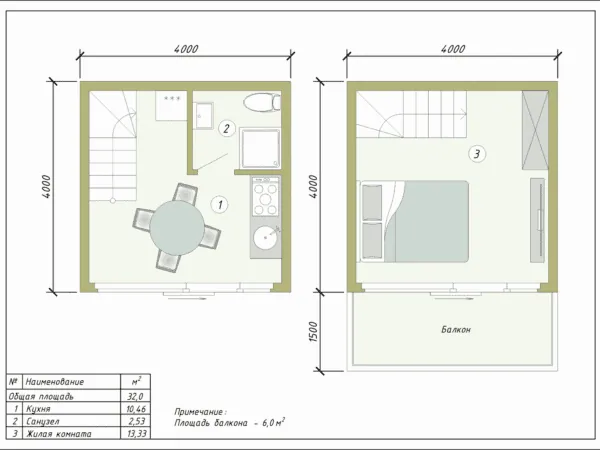 4000
4000
4000
4000
1500
2
1
3
Балкон
№ Наименование м²
Общая площадь 32,0
1 Кухня 10,46
2 Санузел 2,53
3 Жилая комната 13,33
Примечание:
Площадь балкона - 6,0 м²